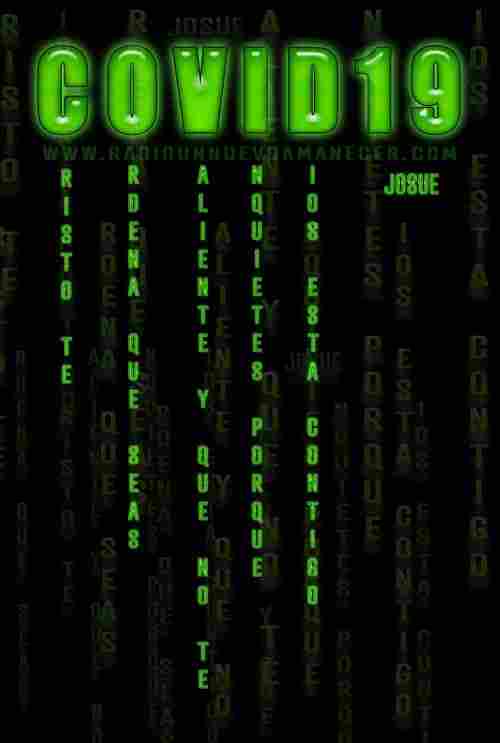 JOSUE
COVID19
WWW.RADIOUNNUEVOAMANECER.COM
JOSUE
RISTO TE
RDENA QUE SEAS
ALIENTE Y QUE NO TE
NQUIETES PORQUE
IOS ESTA CONTIGO